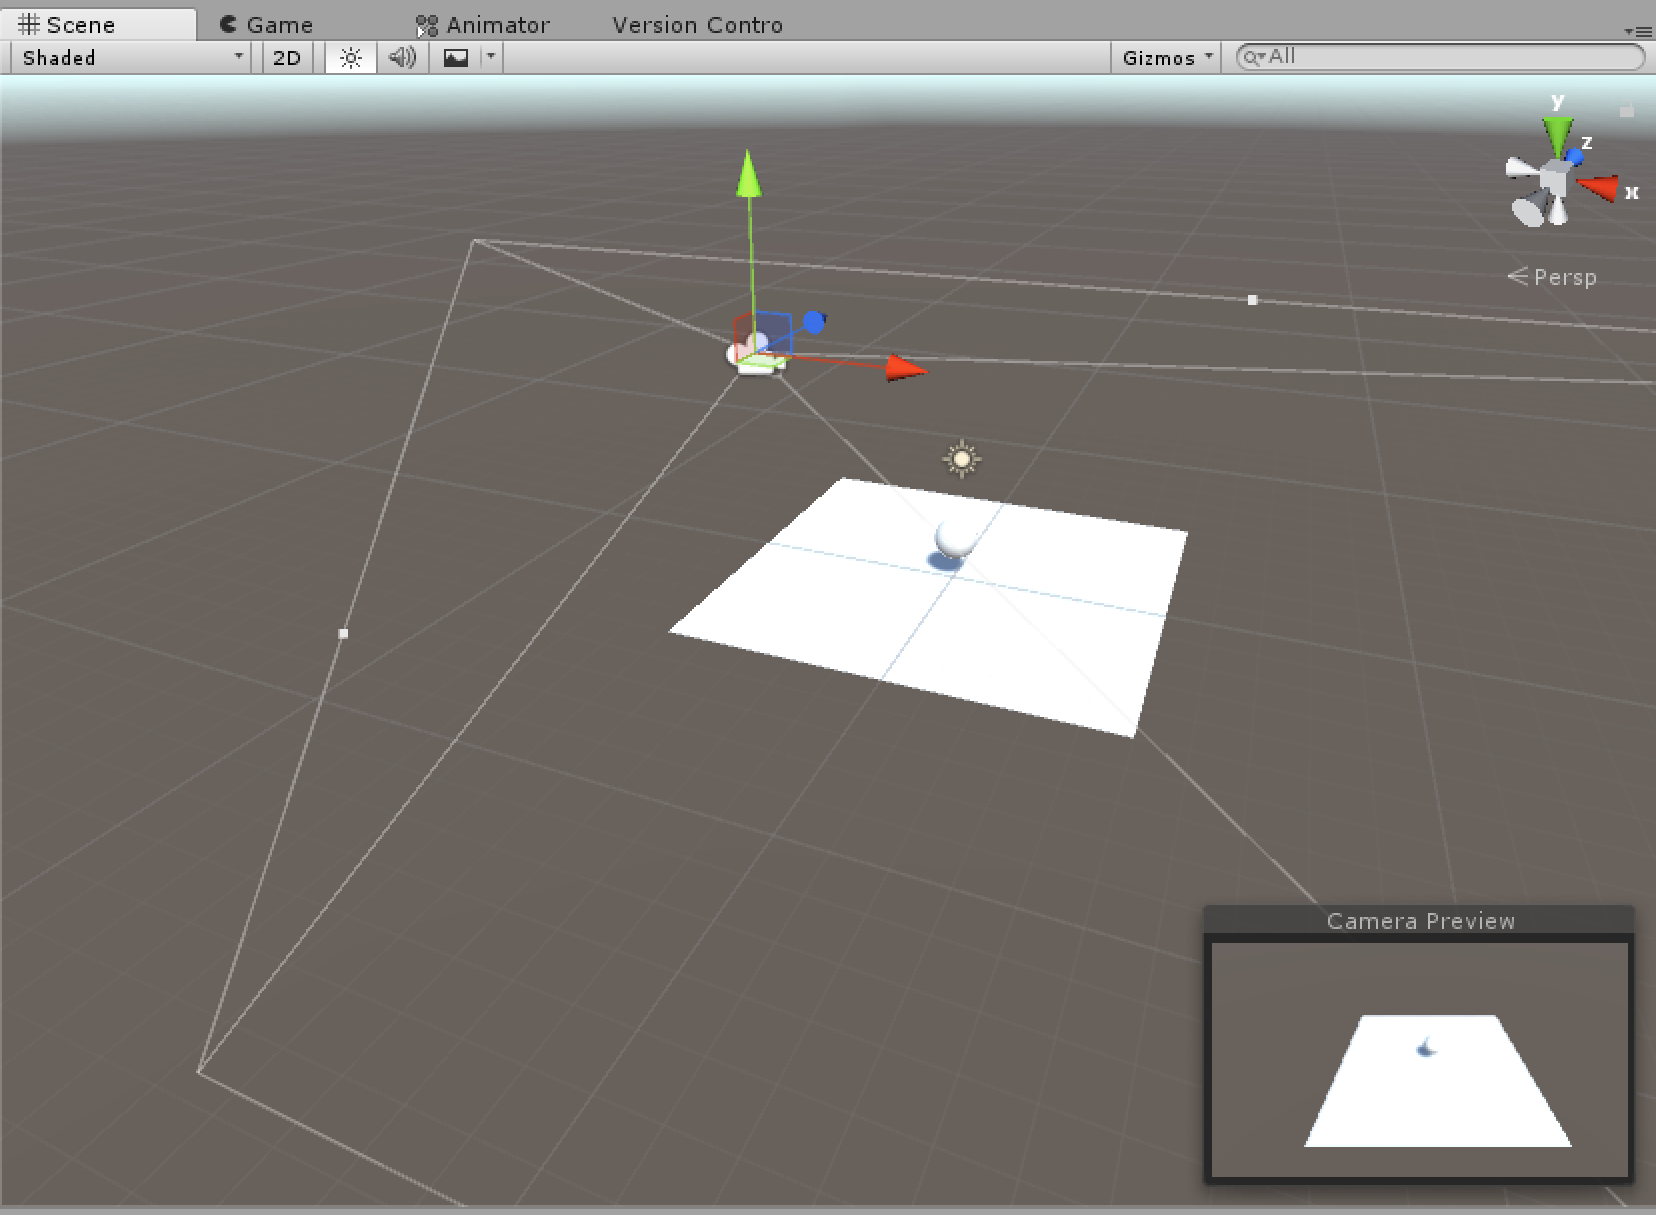 Scene Game Animator Version Contro
Shaded 2D Gizmos All
y
z
x
Persp
Camera Preview